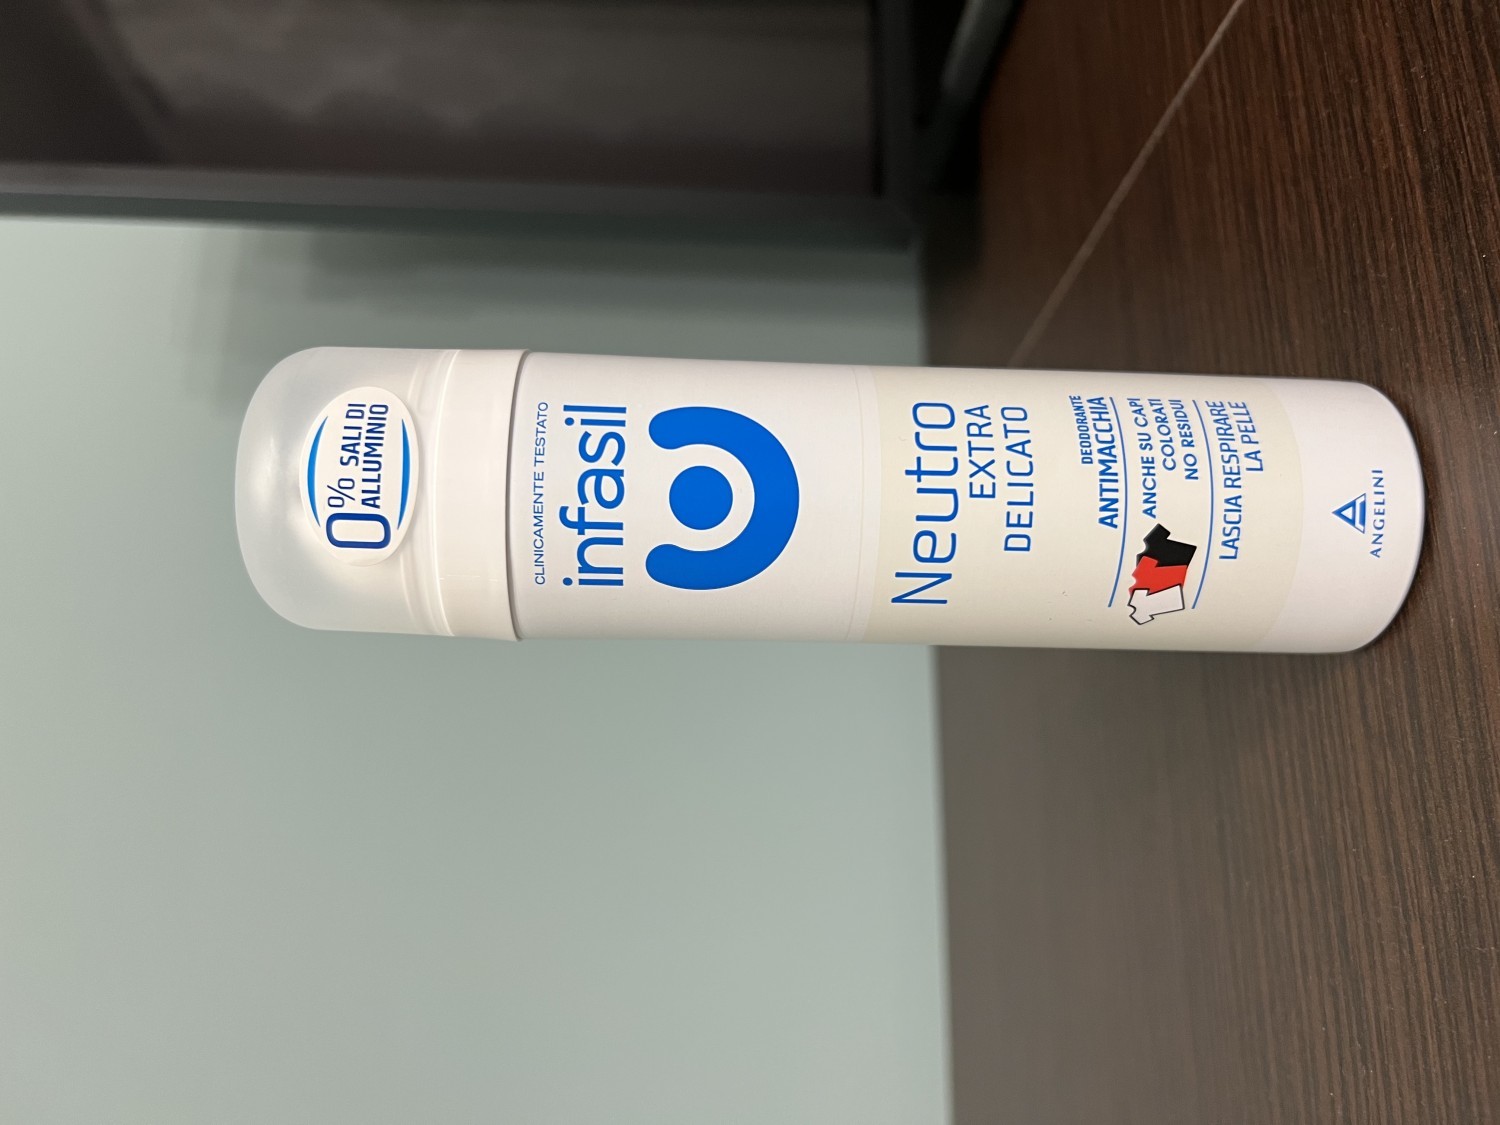 0% SALI DI
ALLUMINIO
CLINICAMENTE TESTATO
infasil
Neutro
EXTRA
DELICATO
DEODORANTE
ANTIMACCHIA
ANCHE SU CAPI
COLORATI
NO RESIDUI
LASCIA RESPIRARE
LA PELLE
ANGELINI